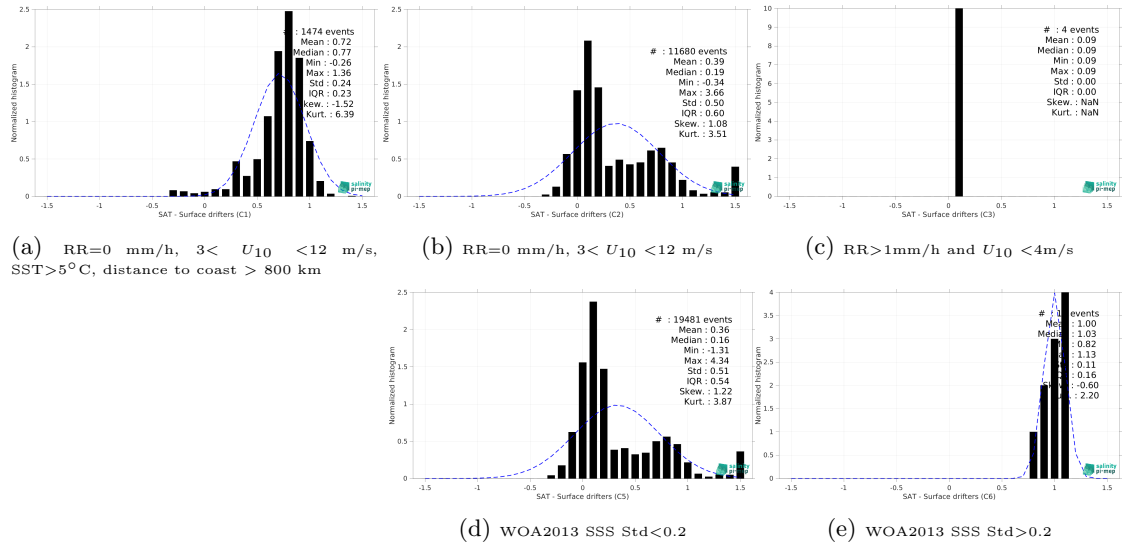 2.5
2
1.5
1
0.5
0
-1.5 -1 -0.5 0 0.5 1 1.5
Normalized histogram
SAT - Surface drifters (C1)
# : 1474 events
Mean : 0.72
Median : 0.77
Min : -0.26
Max : 1.36
Std : 0.24
IQR : 0.23
Skew. : -1.52
Kurt. : 6.39
salinity
pi-mep
(a) RR=0 mm/h, 3< U10 <12 m/s,
SST>5°C, distance to coast > 800 km
2.5
2
1.5
1
0.5
0
-1.5 -1 -0.5 0 0.5 1 1.5
Normalized histogram
SAT - Surface drifters (C2)
# : 11680 events
Mean : 0.39
Median : 0.19
Min : -0.34
Max : 3.66
Std : 0.50
IQR : 0.60
Skew. : 1.08
Kurt. : 3.51
salinity
pi-mep
(b) RR=0 mm/h, 3< U10 <12 m/s
10
9
8
7
6
5
4
3
2
1
0
-1.5 -1 -0.5 0 0.5 1 1.5
Normalized histogram
SAT - Surface drifters (C3)
# : 4 events
Mean : 0.09
Median : 0.09
Min : 0.09
Max : 0.09
Std : 0.00
IQR : 0.00
Skew. : NaN
Kurt. : NaN
salinity
pi-mep
(c) RR>1mm/h and U10 <4m/s
2.5
2
1.5
1
0.5
0
-1.5 -1 -0.5 0 0.5 1 1.5
Normalized histogram
SAT - Surface drifters (C5)
# : 19481 events
Mean : 0.36
Median : 0.16
Min : -1.31
Max : 4.34
Std : 0.51
IQR : 0.54
Skew. : 1.22
Kurt. : 3.87
salinity
pi-mep
(d) WOA2013 SSS Std<0.2
4
3.5
3
2.5
2
1.5
1
0.5
0
-1.5 -1 -0.5 0 0.5 1 1.5
Normalized histogram
SAT - Surface drifters (C6)
# : events
Mean : 1.00
Median : 1.03
: 0.82
: 1.13
: 0.11
: 0.16
: -0.60
: 2.20
salinity
pi-mep
(e) WOA2013 SSS Std>0.2